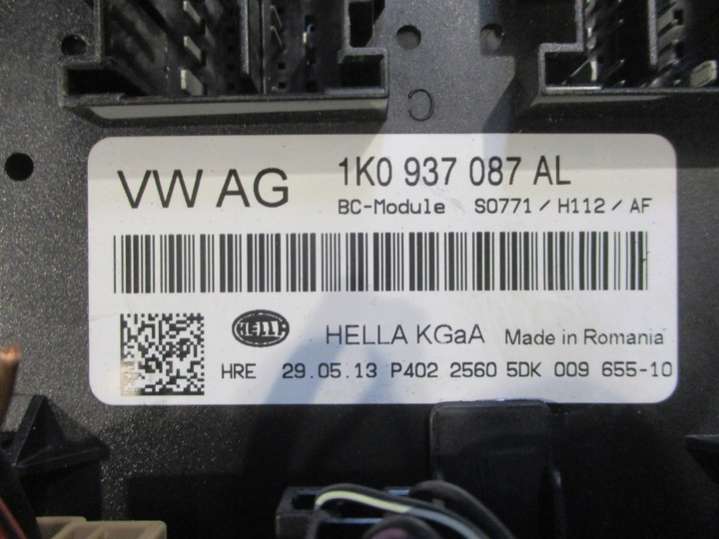 C
VW AG
1K0 937 087 AL
BC-Module S0771 / H112 / AF
HELLA
HELLA KGaA Made in Romania
HRE 29.05.13 P402 2560 5DK 009 655-10